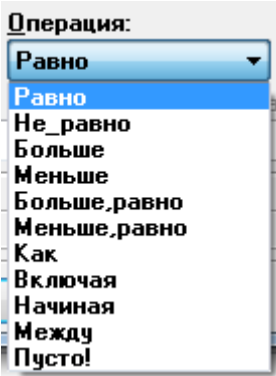 Операция:
Равно
Равно
Не_равно
Больше
Меньше
Больше,равно
Меньше,равно
Как
Включая
Начиная
Между
Пусто!